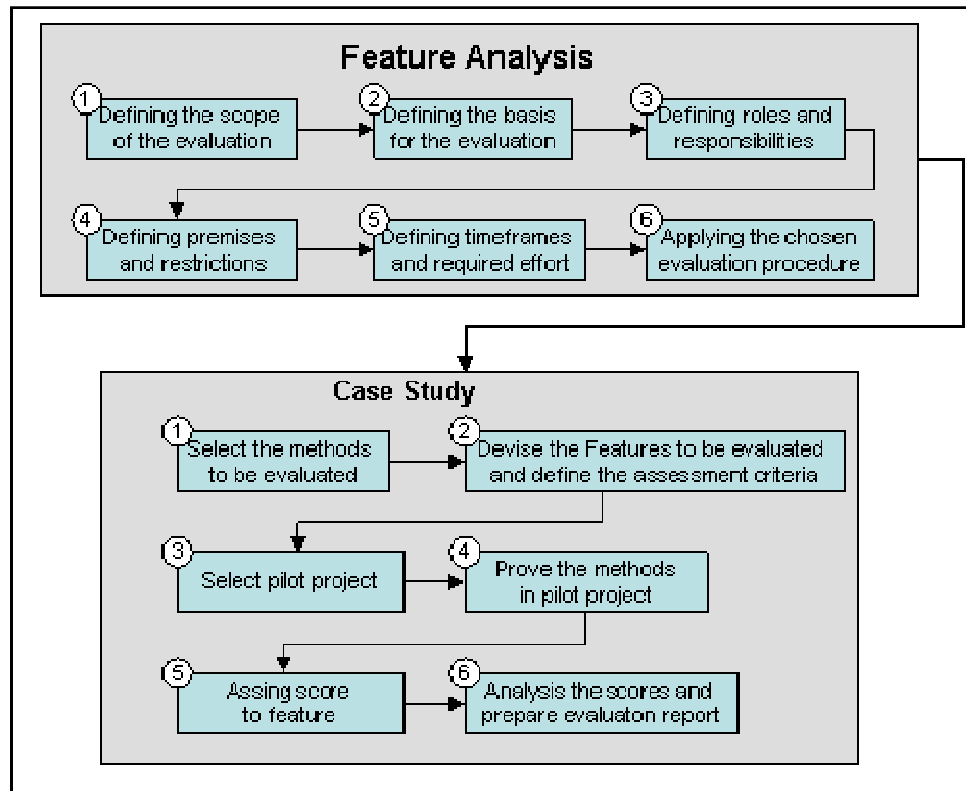 Feature Analysis
1
Defining the scope
of the evaluation
2
Defining the basis
for the evaluation
3
Defining roles and
responsibilities
4
Defining premises
and restrictions
5
Defining timeframes
and required effort
6
Applying the chosen
evaluation procedure
Case Study
1
Select the methods
to be evaluated
2
Devise the Features to be evaluated
and define the assessment criteria
3
Select pilot project
4
Prove the methods
in pilot project
5
Assing score
to feature
6
Analysis the scores and
prepare evaluaton report